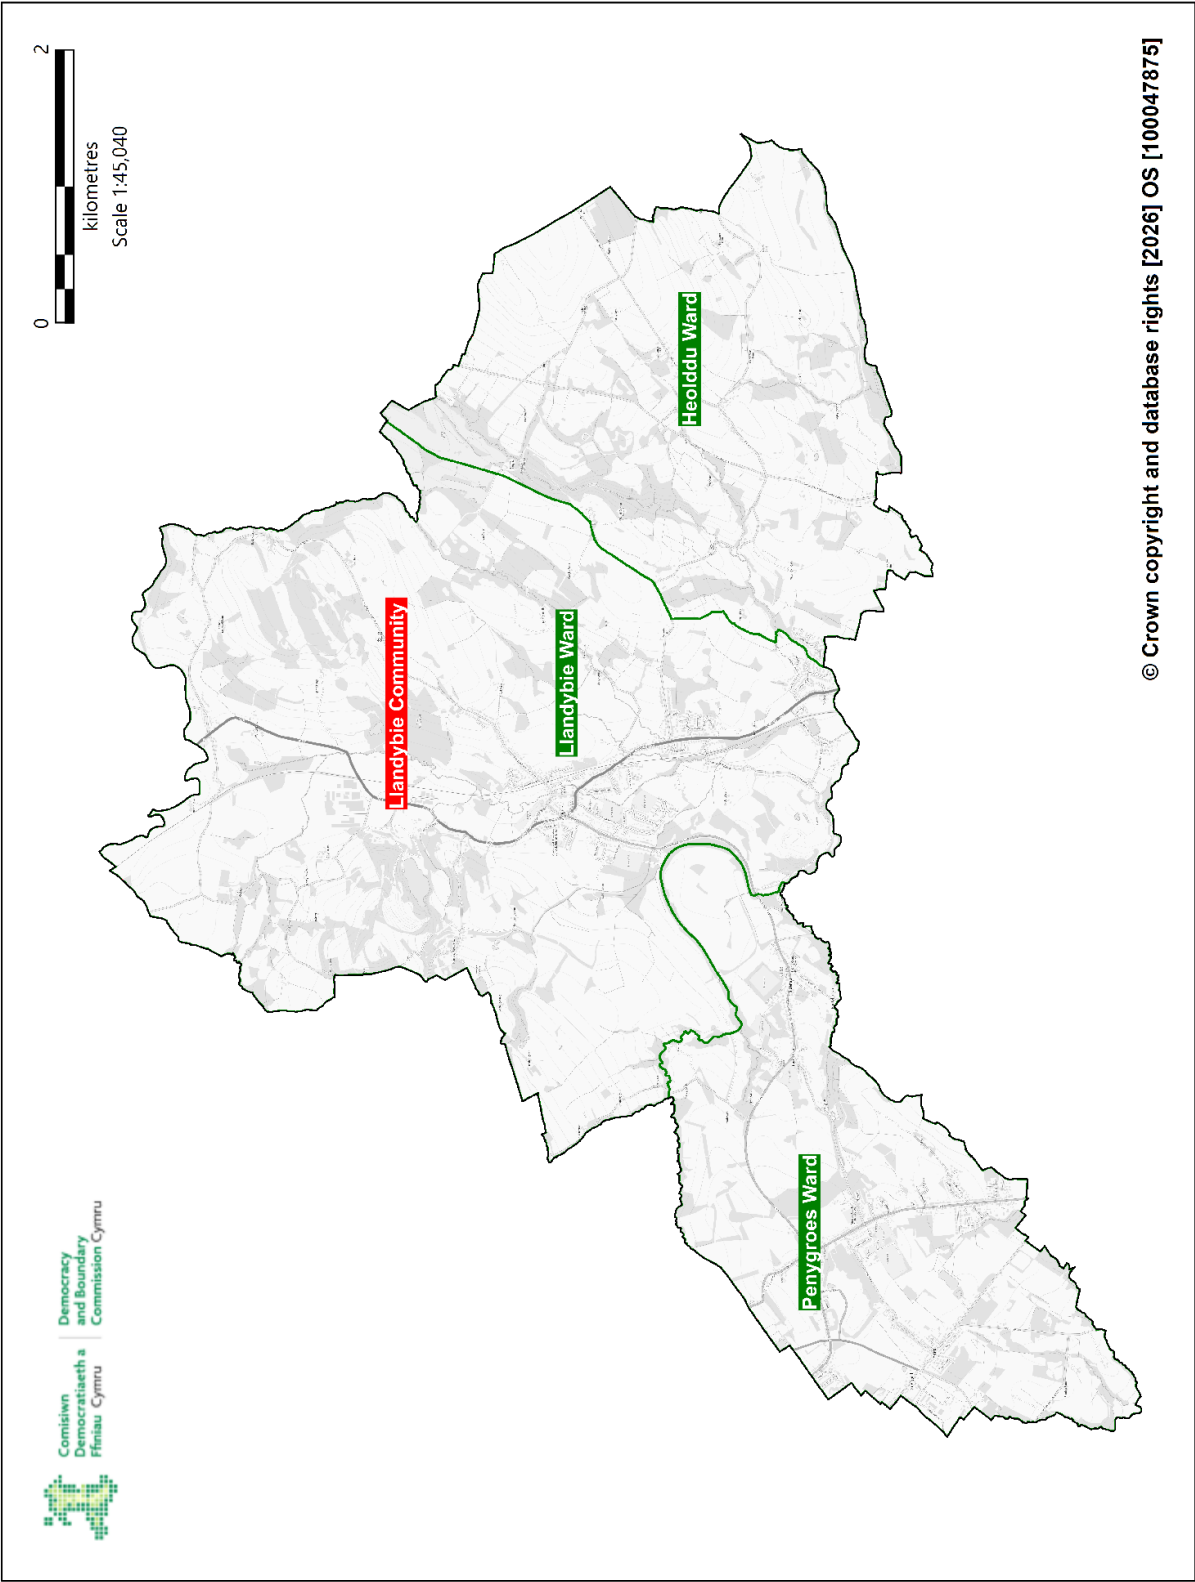 Comisiwn
Democratiaeth a
Ffiniau Cymru
Democracy
and Boundary
Commission Cymru
0
2
kilometres
Scale 1:45,040
Llandybie Community
Llandybie Ward
Heolddu Ward
Penygroes Ward
© Crown copyright and database rights [2026] OS [100047875]